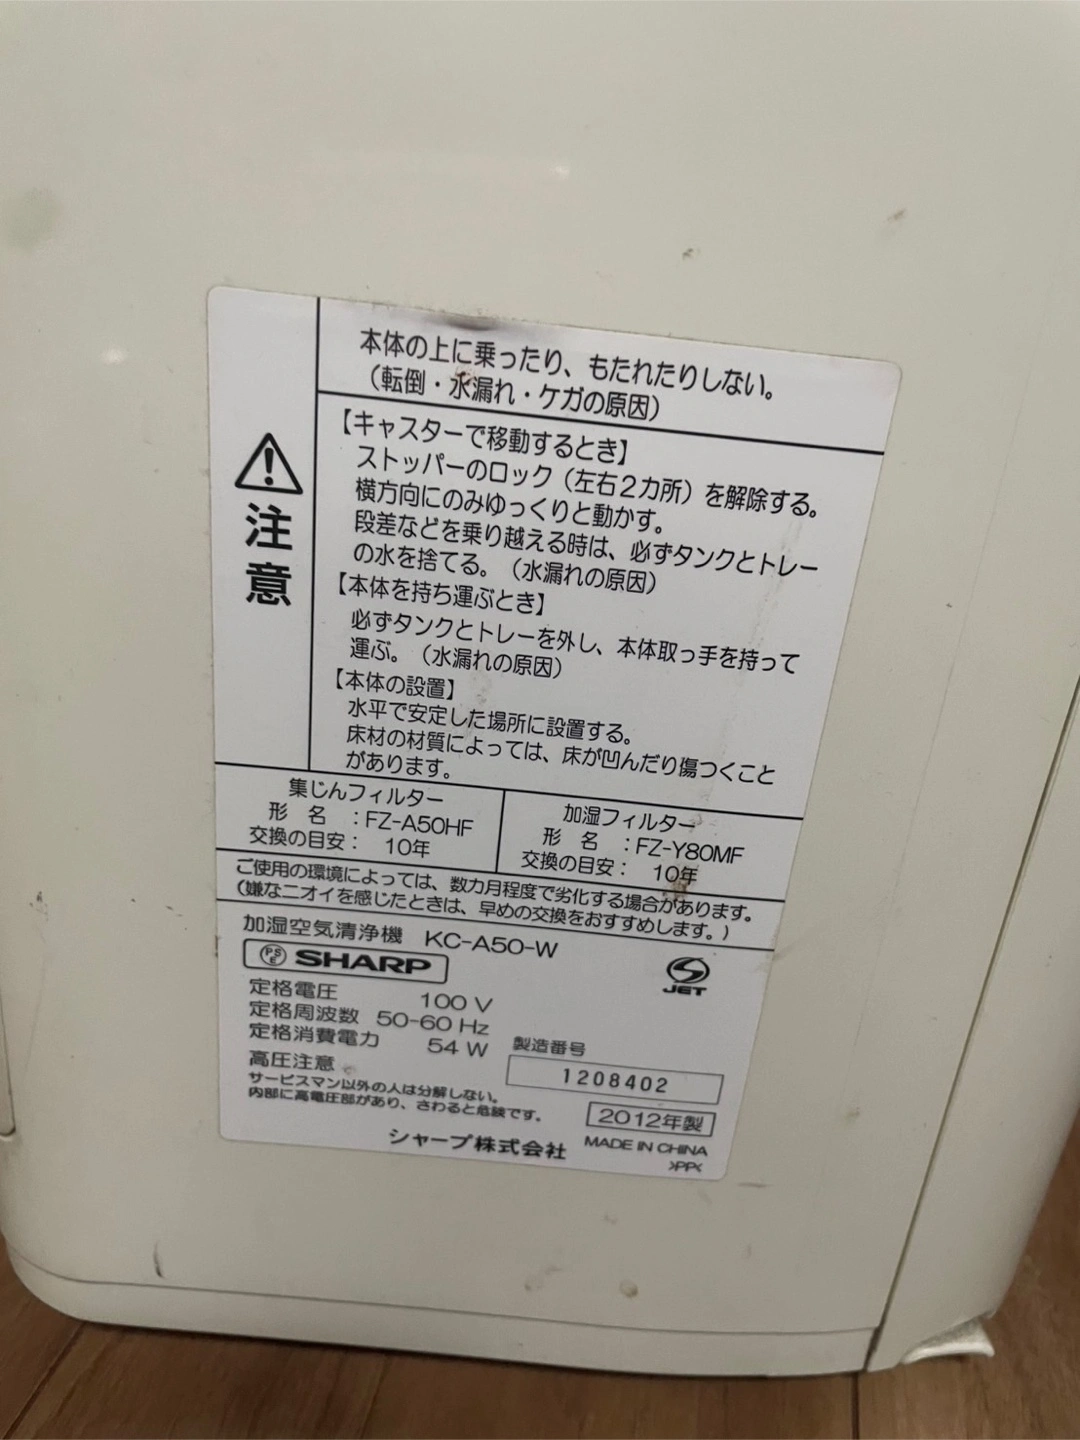 本体の上に乗ったり、もたれたりしない。
（転倒・水漏れ・ケガの原因）
注意
【キャスターで移動するとき】
ストッパーのロック（左右２カ所）を解除する。
横方向にのみゆっくりと動かす。
段差などを乗り越える時は、必ずタンクとトレー
の水を捨てる。（水漏れの原因）
【本体を持ち運ぶとき】
必ずタンクとトレーを外し、本体取っ手を持って
運ぶ。（水漏れの原因）
【本体の設置】
水平で安定した場所に設置する。
床材の材質によっては、床が凹んだり傷つくこと
があります。
集じんフィルター
形 名 ：FZ-A50HF
交換の目安： 10年
加湿フィルター
形 名 ：FZ-Y80MF
交換の目安： 10年
ご使用の環境によっては、数カ月程度で劣化する場合があります。
（嫌なニオイを感じたときは、早めの交換をおすすめします。）
加湿空気清浄機 KC-A50-W
PSE SHARP
JET
定格電圧 100 V
定格周波数 50-60 Hz
定格消費電力 54 W
製造番号
1208402
高圧注意
サービスマン以外の人は分解しない。
内部に高電圧部があり、さわると危険です。
2012年製
シャープ株式会社
MADE IN CHINA
>PP<